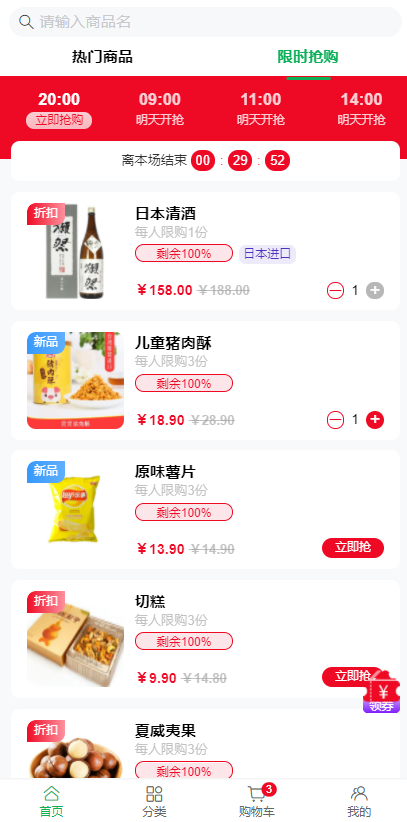 请输入商品名
热门商品 限时抢购
20:00 09:00 11:00 14:00
立即抢购 明天开抢 明天开抢 明天开抢
离本场结束 00 : 29 : 52
折扣
日本清酒
每人限购1份
剩余100% 日本进口
￥158.00 ￥188.00 1
新品
儿童猪肉酥
每人限购3份
剩余100%
￥18.90 ￥28.90 1
新品
原味薯片
每人限购3份
剩余100%
￥13.90 ￥14.90 立即抢
折扣
切糕
每人限购3份
剩余100%
￥9.90 ￥14.80 立即抢
￥
领券
折扣
夏威夷果
每人限购3份
剩余100%
3
首页 分类 购物车 我的